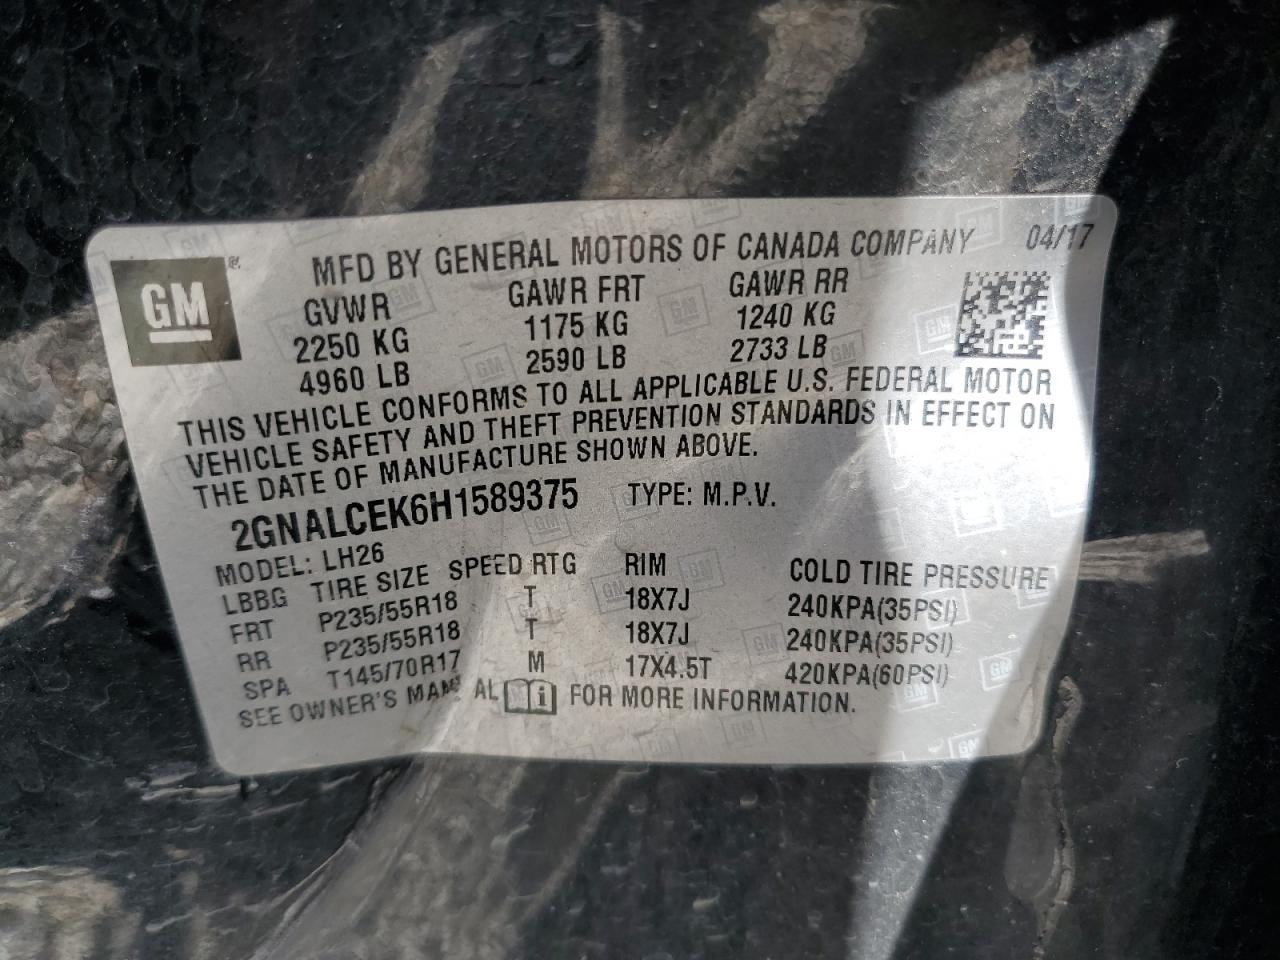 GM
MFD BY GENERAL MOTORS OF CANADA COMPANY 04/17
GVWR GAWR FRT GAWR RR
2250 KG 1175 KG 1240 KG
4960 LB 2590 LB 2733 LB
THIS VEHICLE CONFORMS TO ALL APPLICABLE U.S. FEDERAL MOTOR
VEHICLE SAFETY AND THEFT PREVENTION STANDARDS IN EFFECT ON
THE DATE OF MANUFACTURE SHOWN ABOVE.
2GNALCEK6H1589375 TYPE: M.P.V.
MODEL: LH26
LBBG TIRE SIZE SPEED RTG RIM COLD TIRE PRESSURE
FRT P235/55R18 T 18X7J 240KPA(35PSI)
RR P235/55R18 T 18X7J 240KPA(35PSI)
SPA T145/70R17 M 17X4.5T 420KPA(60PSI)
SEE OWNER'S MANUAL FOR MORE INFORMATION.